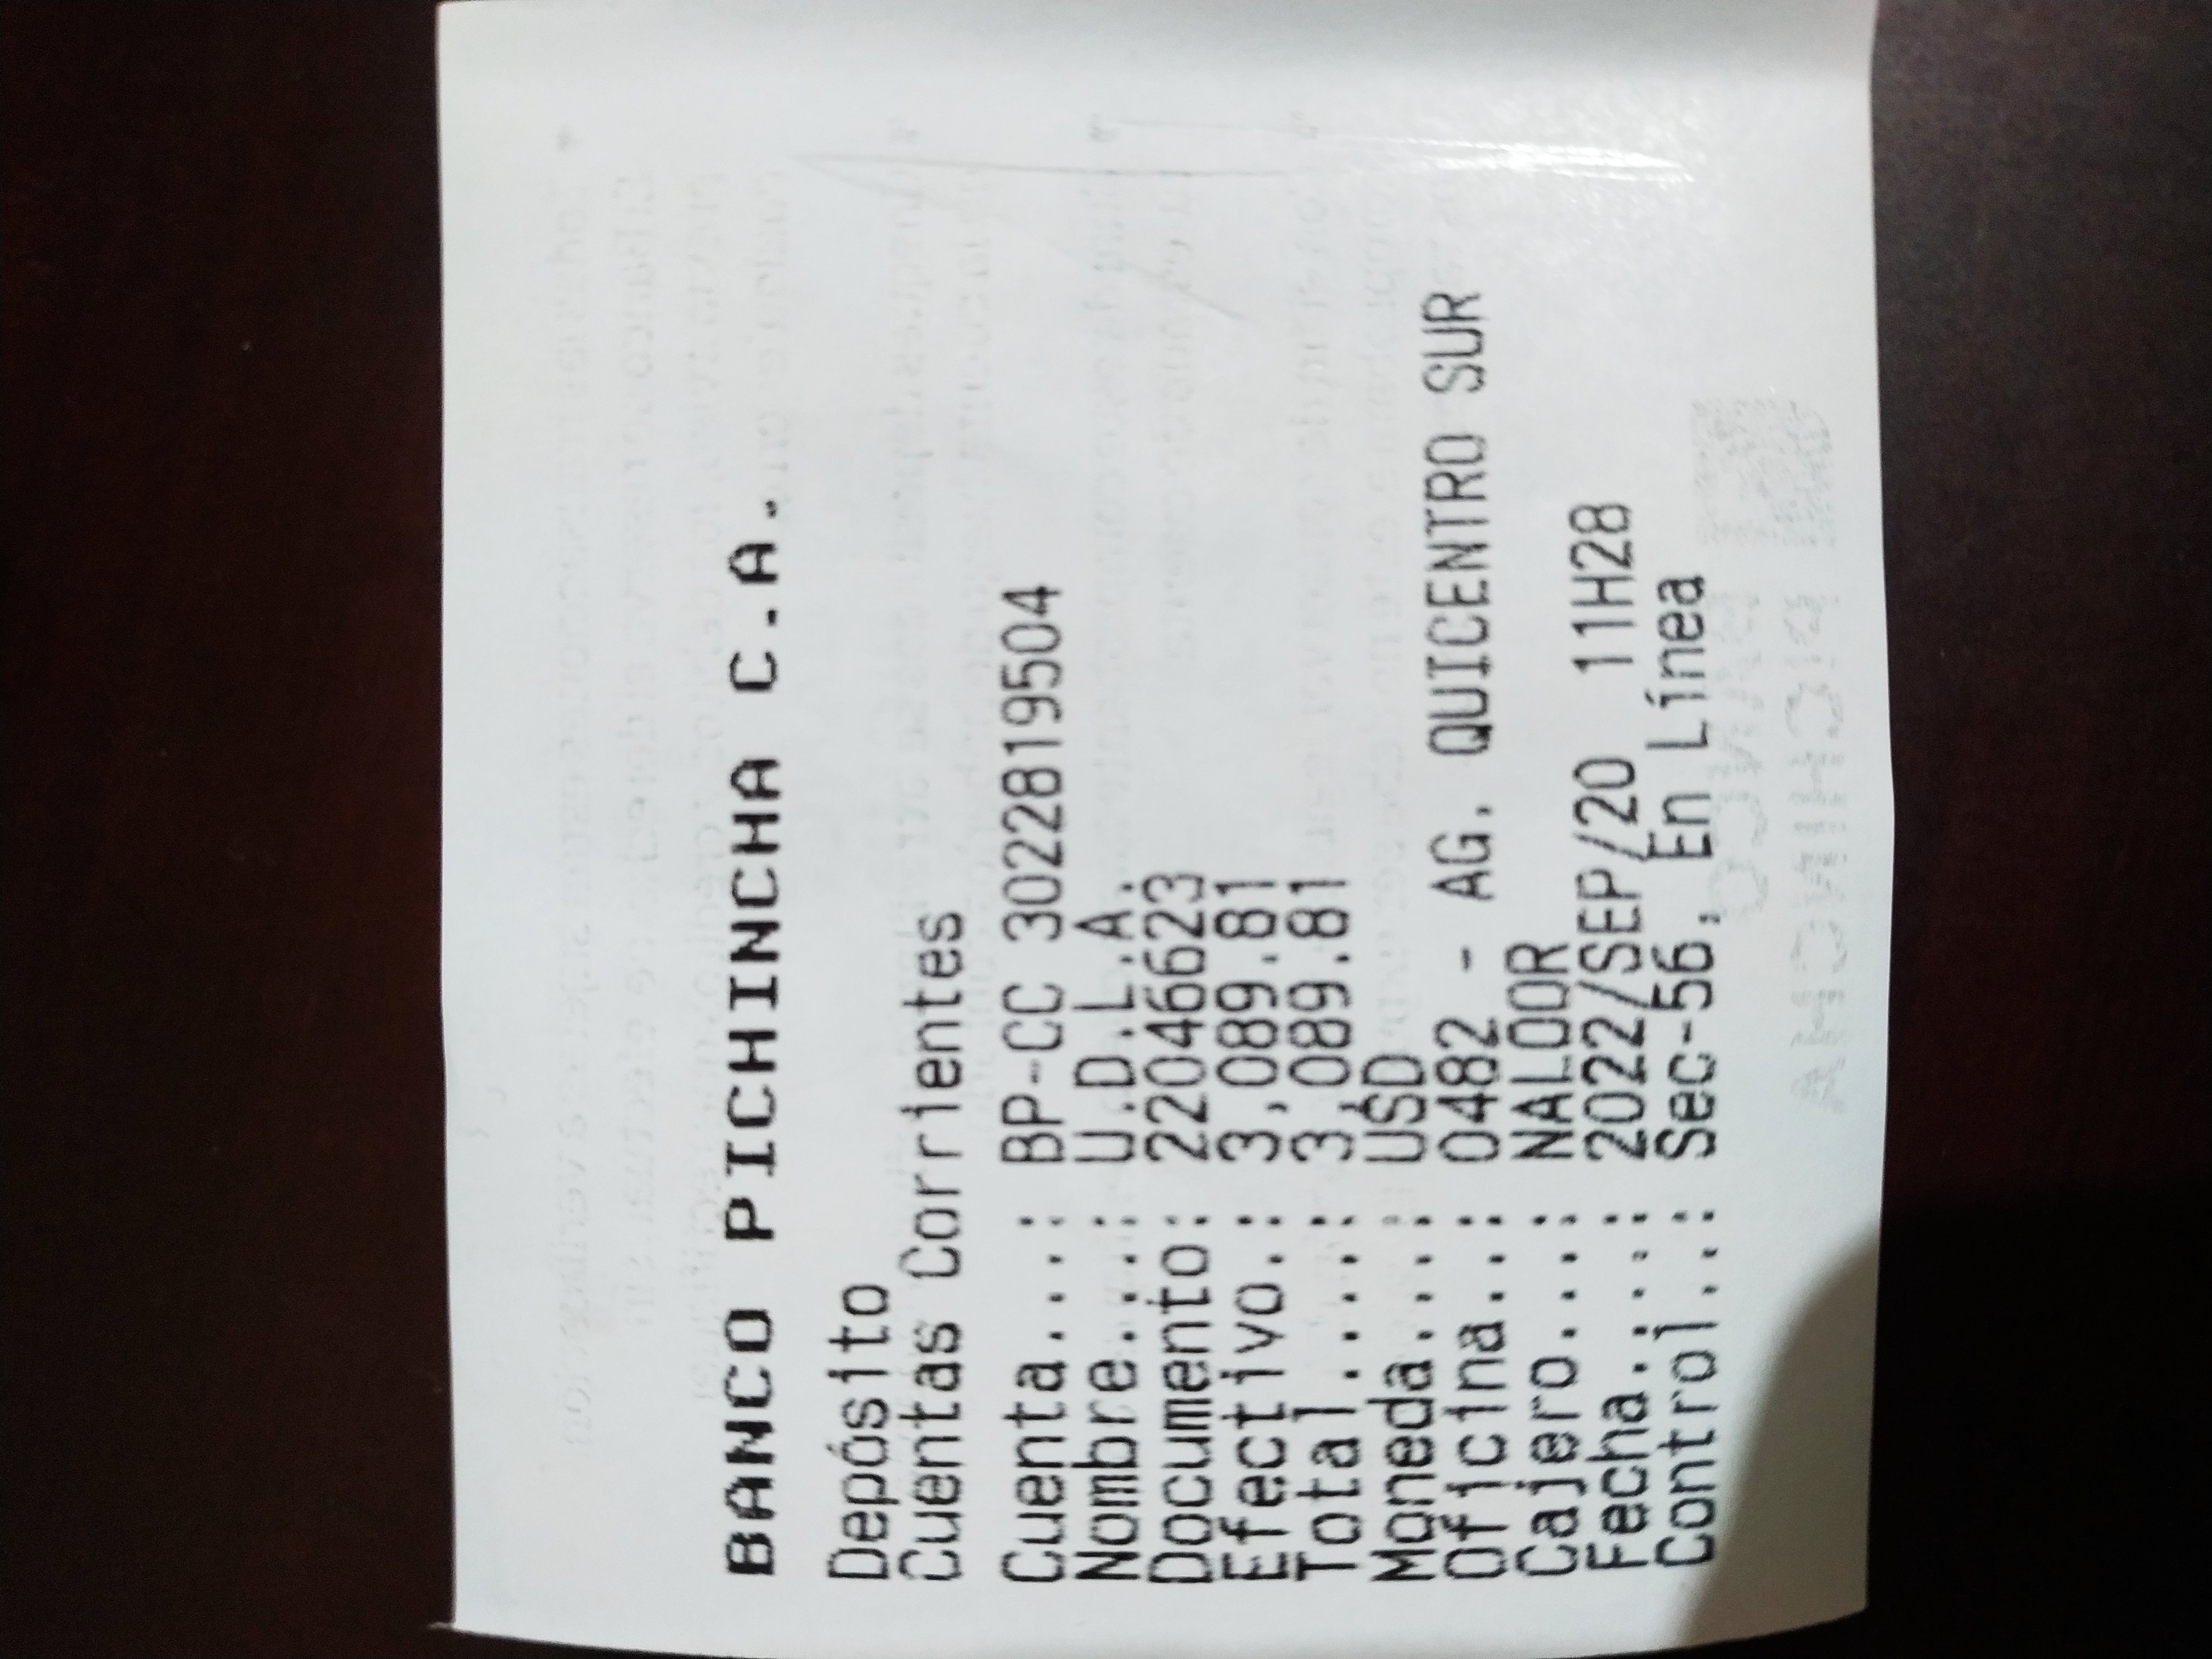 BANCO PICHINCHA C.A.
Depósito
Cuentas Corrientes
Cuenta....: BP-CC 3022819504
Nombre....: U.D.L.A.
Documento: 22046623
Efectivo.: 3,089.81
Total.....: 3,089.81
Moneda....: USD
Oficina...: 0482 - AG. QUICENTRO SUR
Cajero....: NALOOR
Fecha.....: 2022/SEP/20 11H28
Control...: Sec-56, En Línea